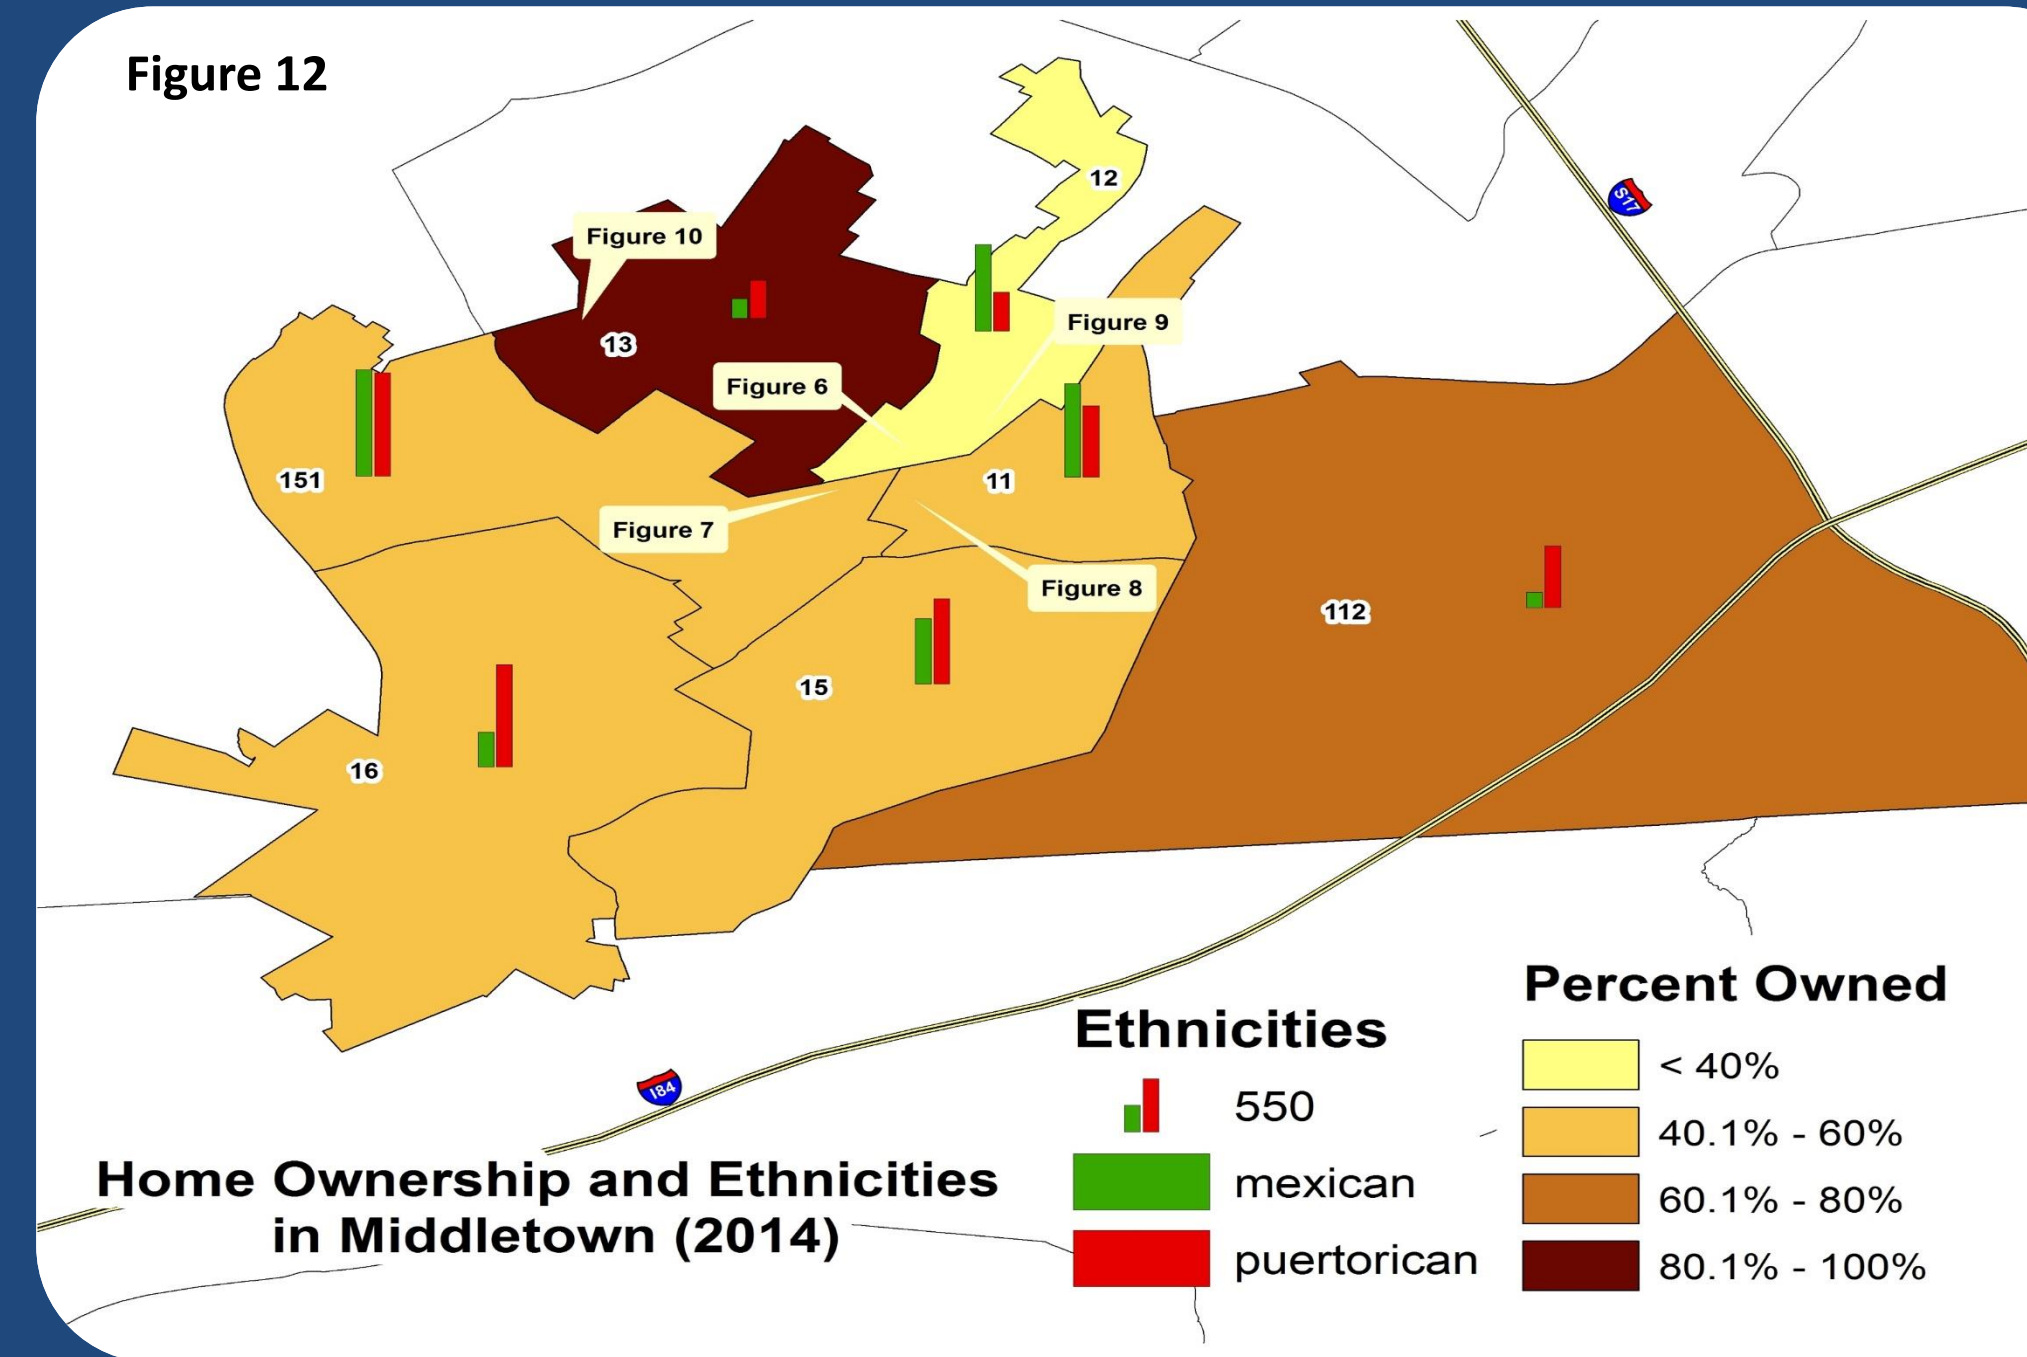 Figure 12
12
S17
Figure 10
Figure 9
13
Figure 6
151
11
Figure 7
Figure 8
112
15
16
Percent Owned
Ethnicities
< 40%
550
40.1% - 60%
I84
mexican
60.1% - 80%
puertorican
80.1% - 100%
Home Ownership and Ethnicities
in Middletown (2014)